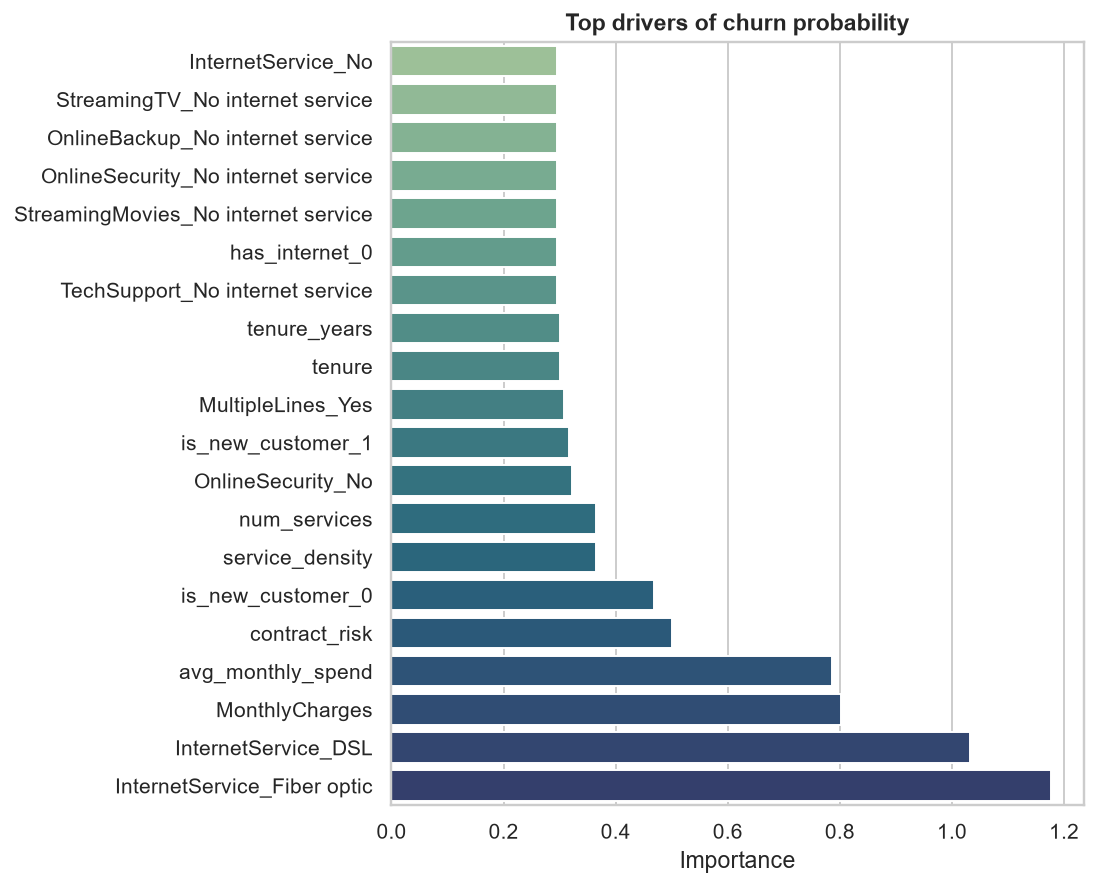 Top drivers of churn probability
InternetService_No
StreamingTV_No internet service
OnlineBackup_No internet service
OnlineSecurity_No internet service
StreamingMovies_No internet service
has_internet_0
TechSupport_No internet service
tenure_years
tenure
MultipleLines_Yes
is_new_customer_1
OnlineSecurity_No
num_services
service_density
is_new_customer_0
contract_risk
avg_monthly_spend
MonthlyCharges
InternetService_DSL
InternetService_Fiber optic
0.0 0.2 0.4 0.6 0.8 1.0 1.2
Importance